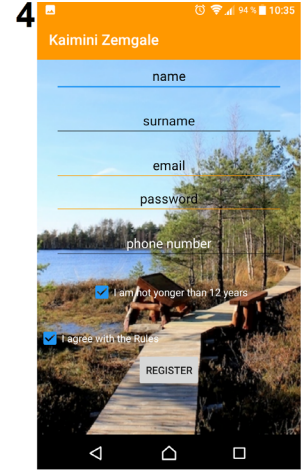 4
94 % 10:35
Kaimini Zemgale
name
surname
email
password
phone number
I am not yonger than 12 years
I agree with the Rules
REGISTER